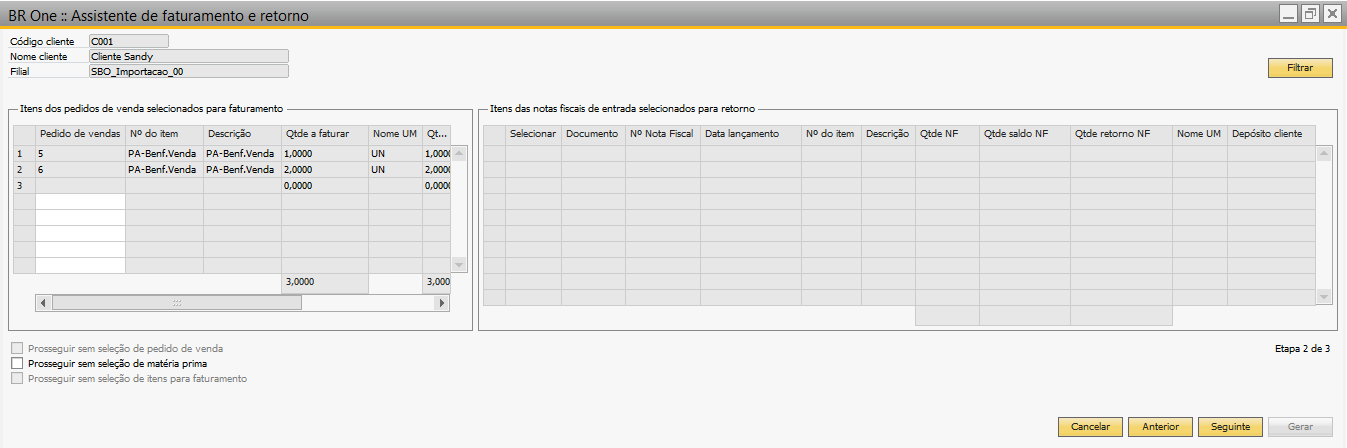 BR One :: Assistente de faturamento e retorno
Código cliente C001
Nome cliente Cliente Sandy
Filial SBO_Importacao_00
Filtrar
Itens dos pedidos de venda selecionados para faturamento
Pedido de vendas Nº do item Descrição Qtde a faturar Nome UM Qt...
1 5 PA-Benf.Venda PA-Benf.Venda 1,0000 UN 1,0000
2 6 PA-Benf.Venda PA-Benf.Venda 2,0000 UN 2,0000
3 0,0000 0,0000
3,0000 3,000
Itens das notas fiscais de entrada selecionados para retorno
Selecionar Documento Nº Nota Fiscal Data lançamento Nº do item Descrição Qtde NF Qtde saldo NF Qtde retorno NF Nome UM Depósito cliente
Prosseguir sem seleção de pedido de venda
Prosseguir sem seleção de matéria prima
Prosseguir sem seleção de itens para faturamento
Etapa 2 de 3
Cancelar Anterior Seguinte Gerar